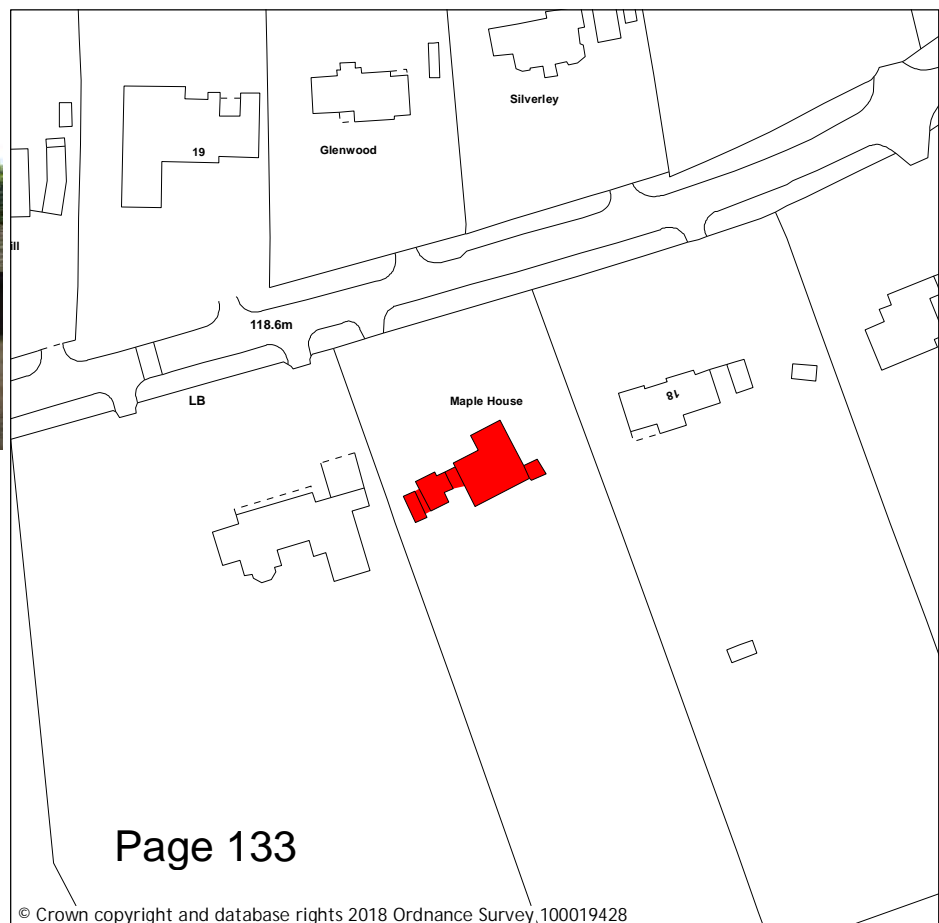 Silverley
Glenwood
19
ill
118.6m
LB
Maple House
18
Page 133
© Crown copyright and database rights 2018 Ordnance Survey 100019428